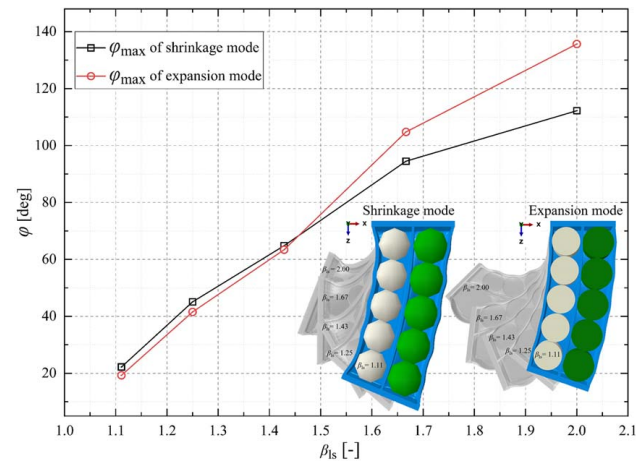 140
120
100
80
60
40
20
0
φ [deg]
φmax of shrinkage mode
φmax of expansion mode
Shrinkage mode
Expansion mode
x
z
x
z
βls = 2.00
βls = 1.67
βls = 1.43
βls = 1.25
βls = 1.11
βls = 2.00
βls = 1.67
βls = 1.43
βls = 1.25
βls = 1.11
1.0 1.1 1.2 1.3 1.4 1.5 1.6 1.7 1.8 1.9 2.0 2.1
βls [-]